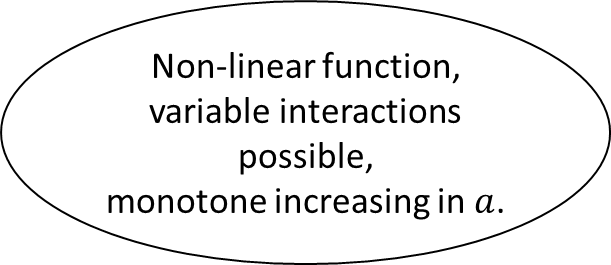 Non-linear function,
variable interactions
possible,
monotone increasing in 𝑎.